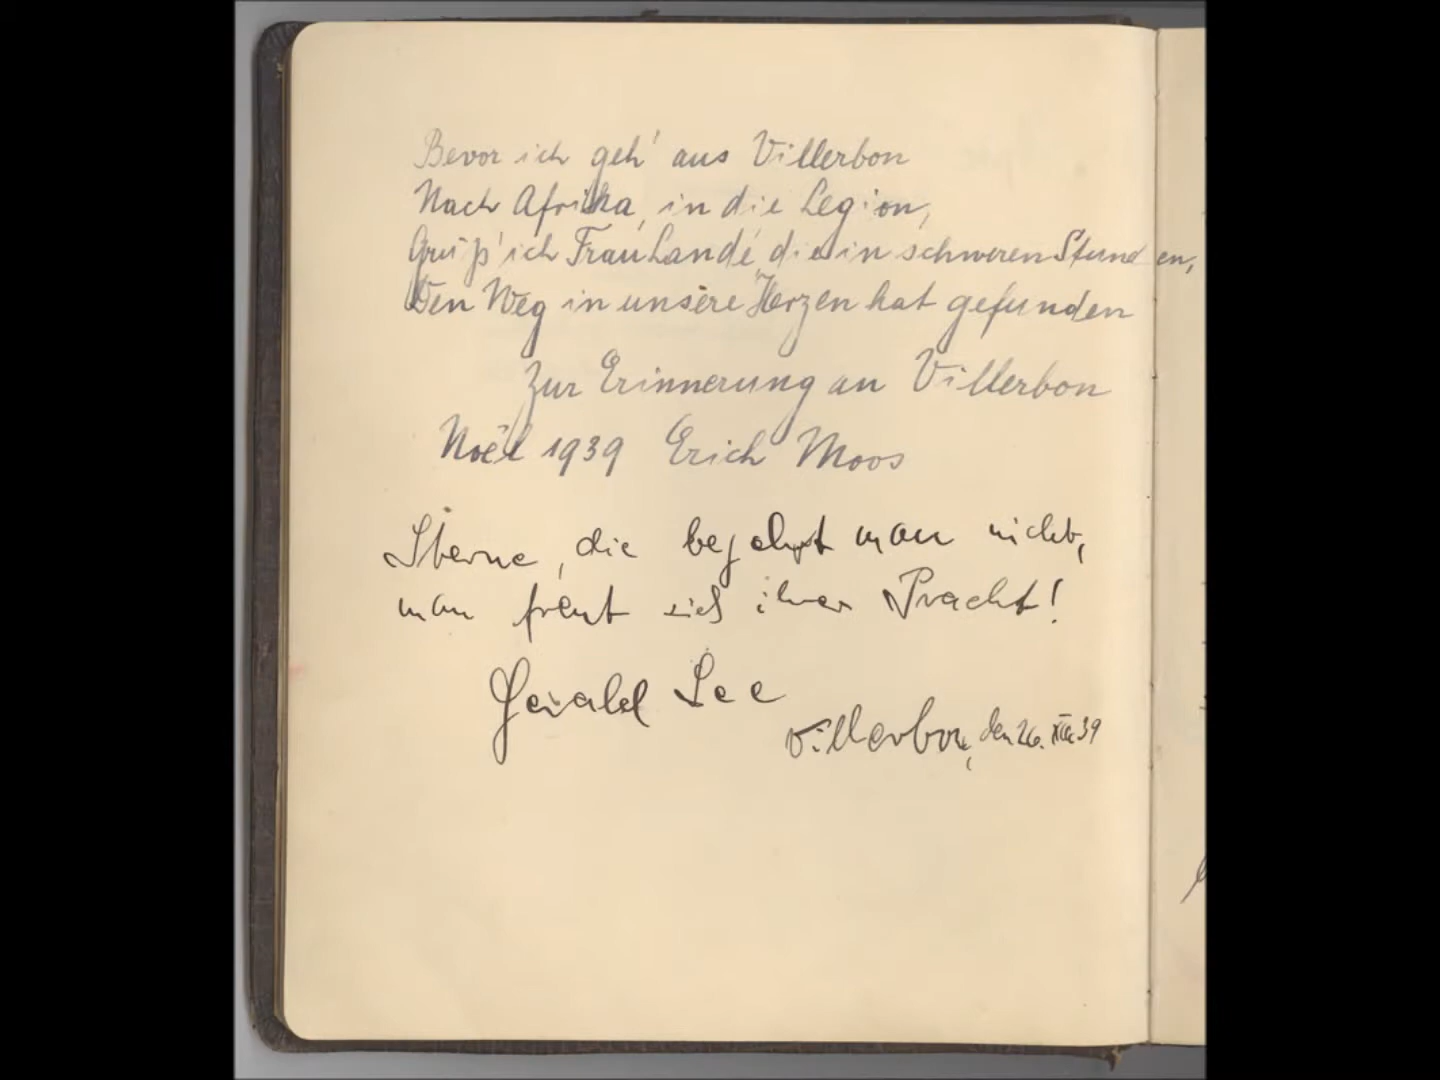 Bevor ich geh' aus Villerbon
Nach Afrika, in die Legion,
Grüß' ich Frau Landé, die in schweren Stunden,
Den Weg in unsere Herzen hat gefunden
Zur Erinnerung an Villerbon
Noël 1939 Erich Moos
Sterne, die begehrt man nicht,
man freut sich ihrer Pracht!
Gerald Lee
Villerbon, den 26. XII. 39